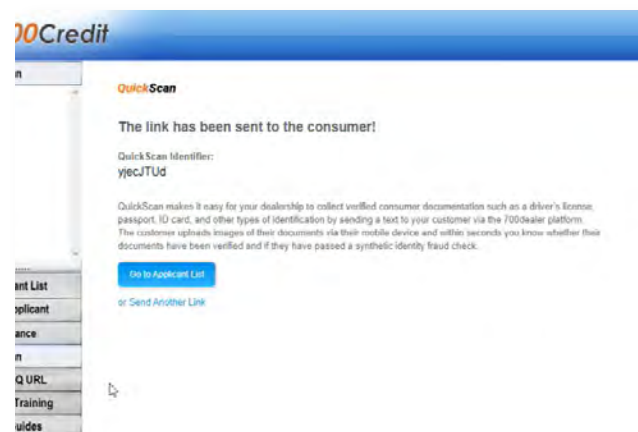 00Credit
n
QuickScan
The link has been sent to the consumer!
QuickScan Identifier:
yjecJTUd
QuickScan makes it easy for your dealership to collect verified consumer documentation such as a driver's license,
passport, ID card, and other types of identification by sending a text to your customer via the 700dealer platform.
The customer uploads images of their documents via their mobile device and within seconds you know whether their
documents have been verified and if they have passed a synthetic identity fraud check.
Go to Applicant List
or Send Another Link
ant List
pplicant
ance
n
Q URL
Training
uides